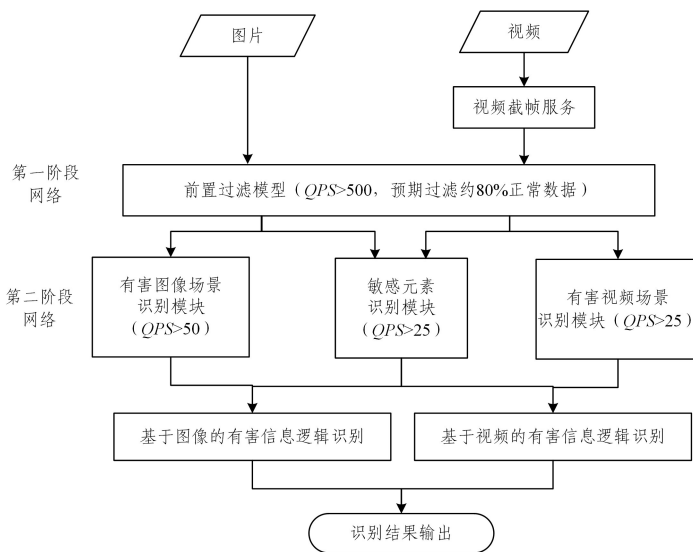 图片
视频
视频截帧服务
第一阶段
网络
前置过滤模型（QPS>500，预期过滤约80%正常数据）
第二阶段
网络
有害图像场景
识别模块
（QPS>50）
敏感元素
识别模块
（QPS>25）
有害视频场景
识别模块（QPS>25）
基于图像的有害信息逻辑识别
基于视频的有害信息逻辑识别
识别结果输出